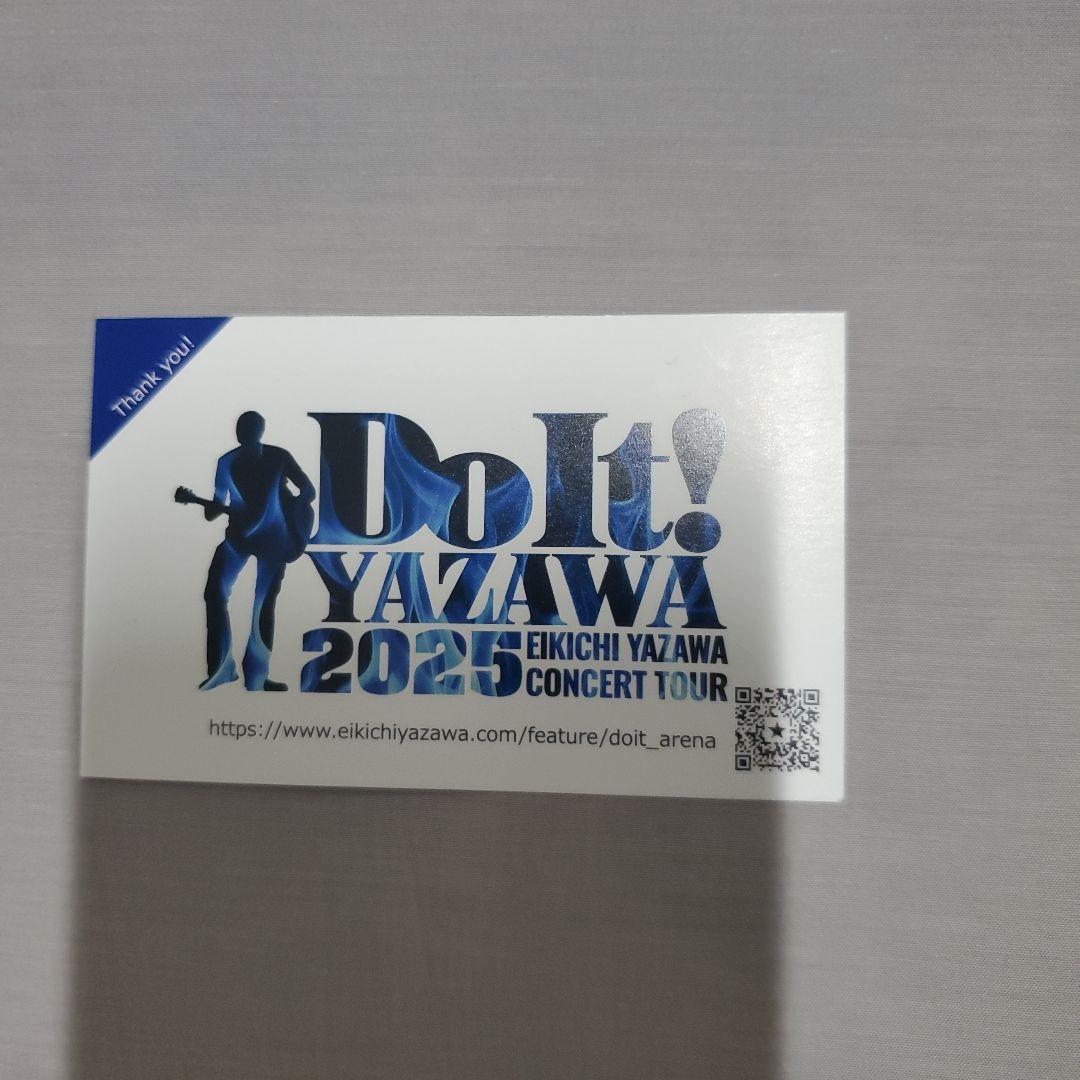 Thank you!
Do It!
YAZAWA
2025 EIKICHI YAZAWA
CONCERT TOUR
https://www.eikichiyazawa.com/feature/doit_arena